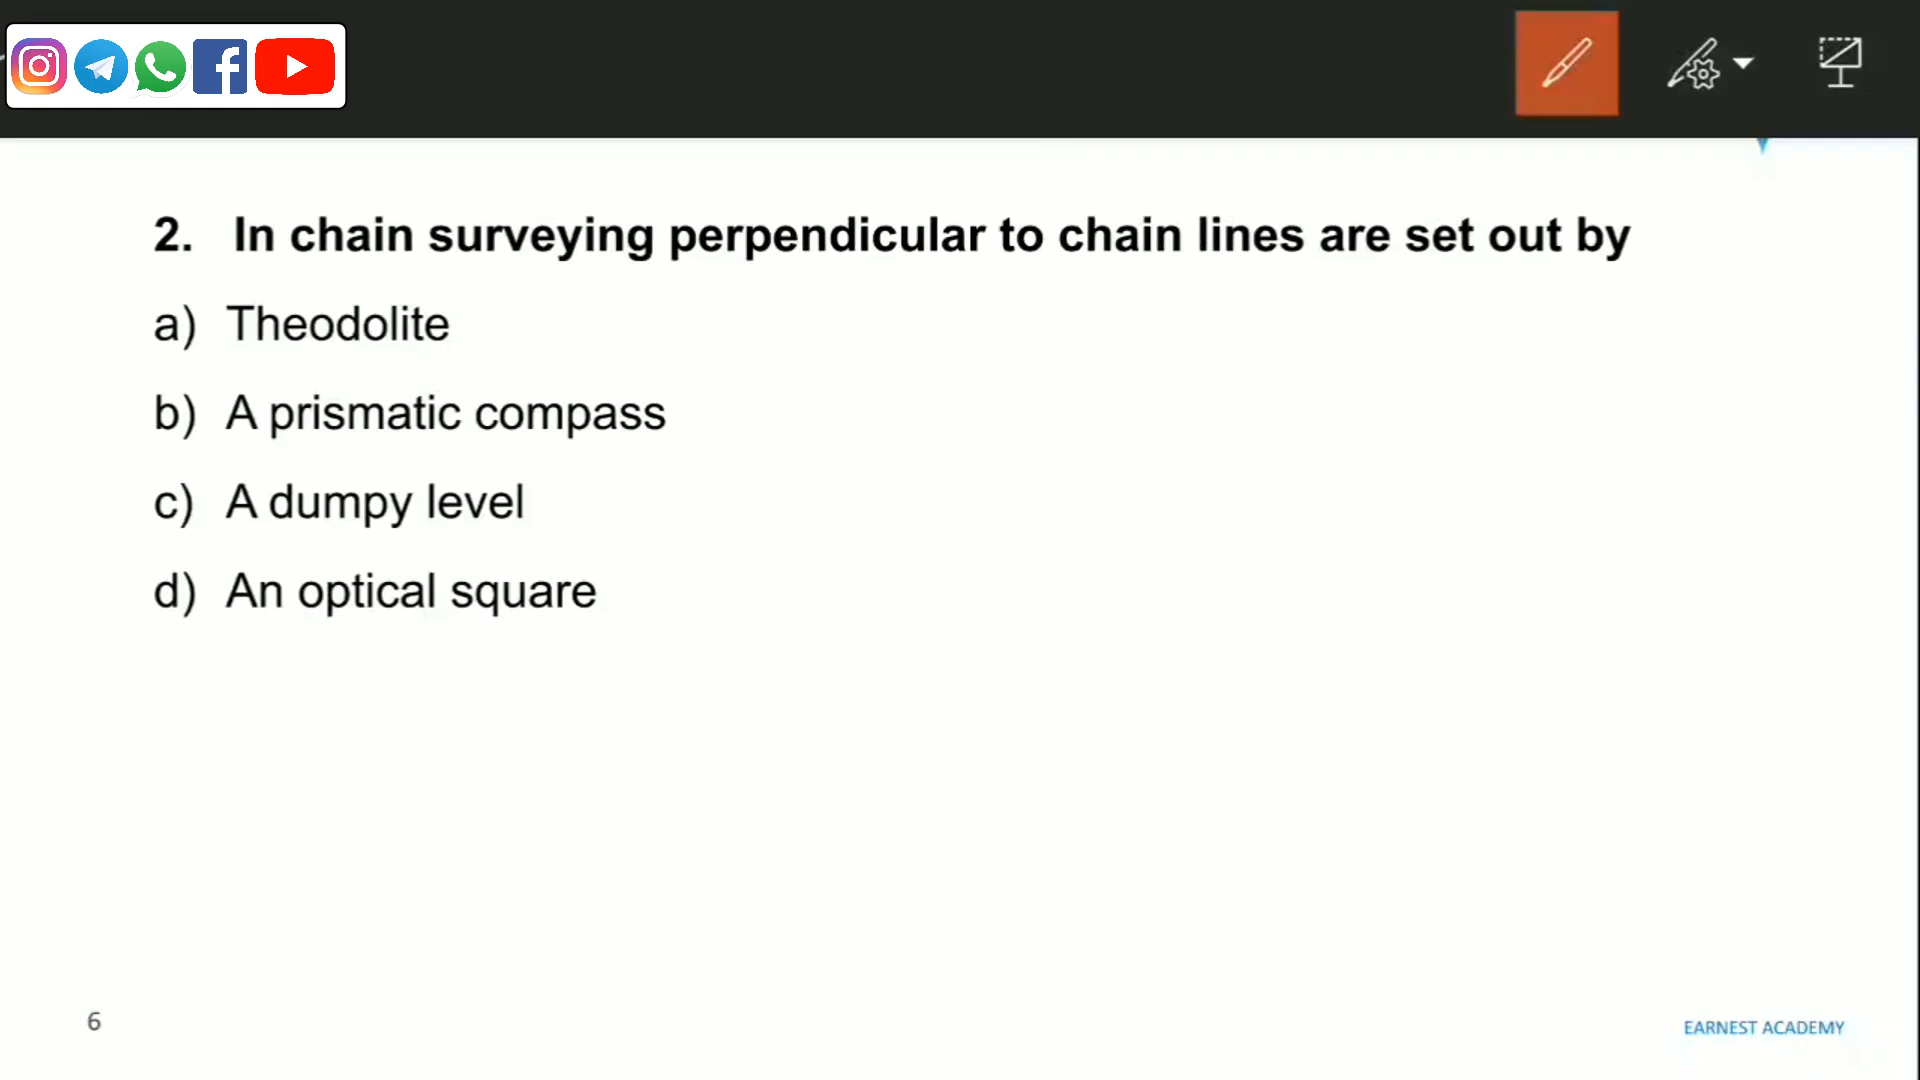 2. In chain surveying perpendicular to chain lines are set out by
a) Theodolite
b) A prismatic compass
c) A dumpy level
d) An optical square
6
EARNEST ACADEMY